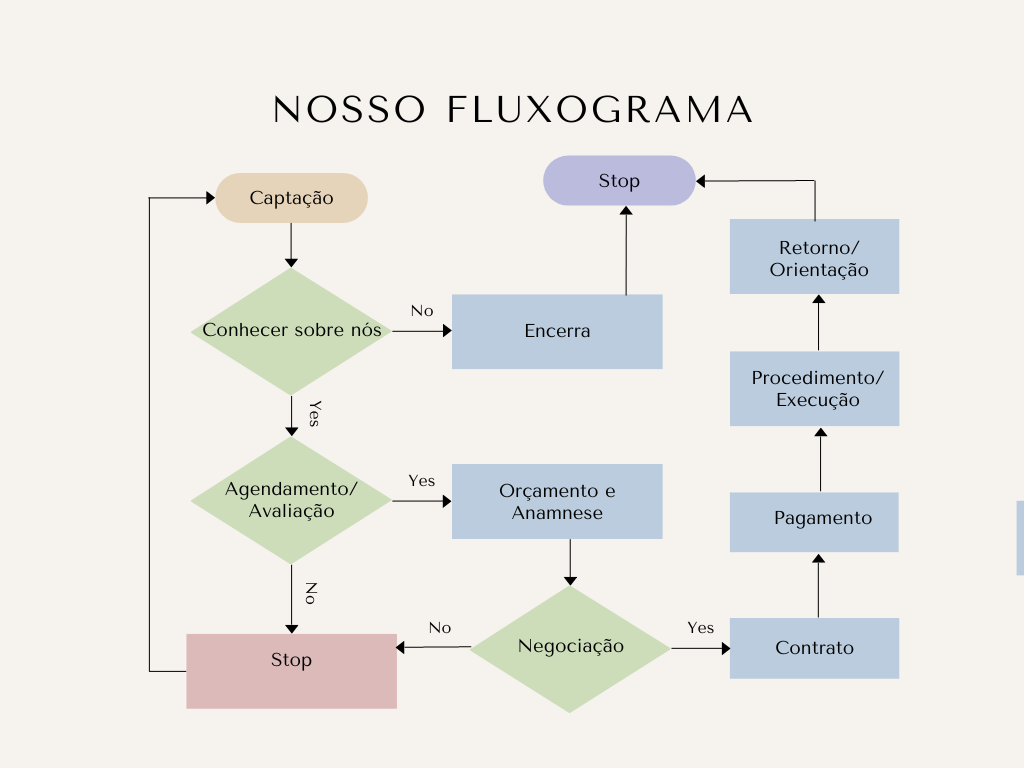 NOSSO FLUXOGRAMA
Captação
Stop
Retorno/
Orientação
Conhecer sobre nós
No
Encerra
Procedimento/
Execução
Yes
Agendamento/
Avaliação
Yes
Orçamento e
Anamnese
Pagamento
No
Stop
No
Negociação
Yes
Contrato